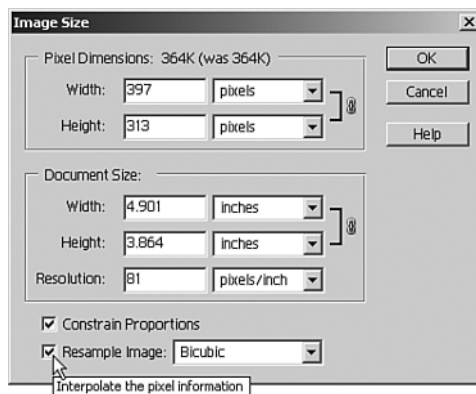 Image Size
Pixel Dimensions: 364K (was 364K)
Width: 397 pixels
Height: 313 pixels
OK
Cancel
Help
Document Size:
Width: 4.901 inches
Height: 3.864 inches
Resolution: 81 pixels/inch
Constrain Proportions
Resample Image: Bicubic
Interpolate the pixel information